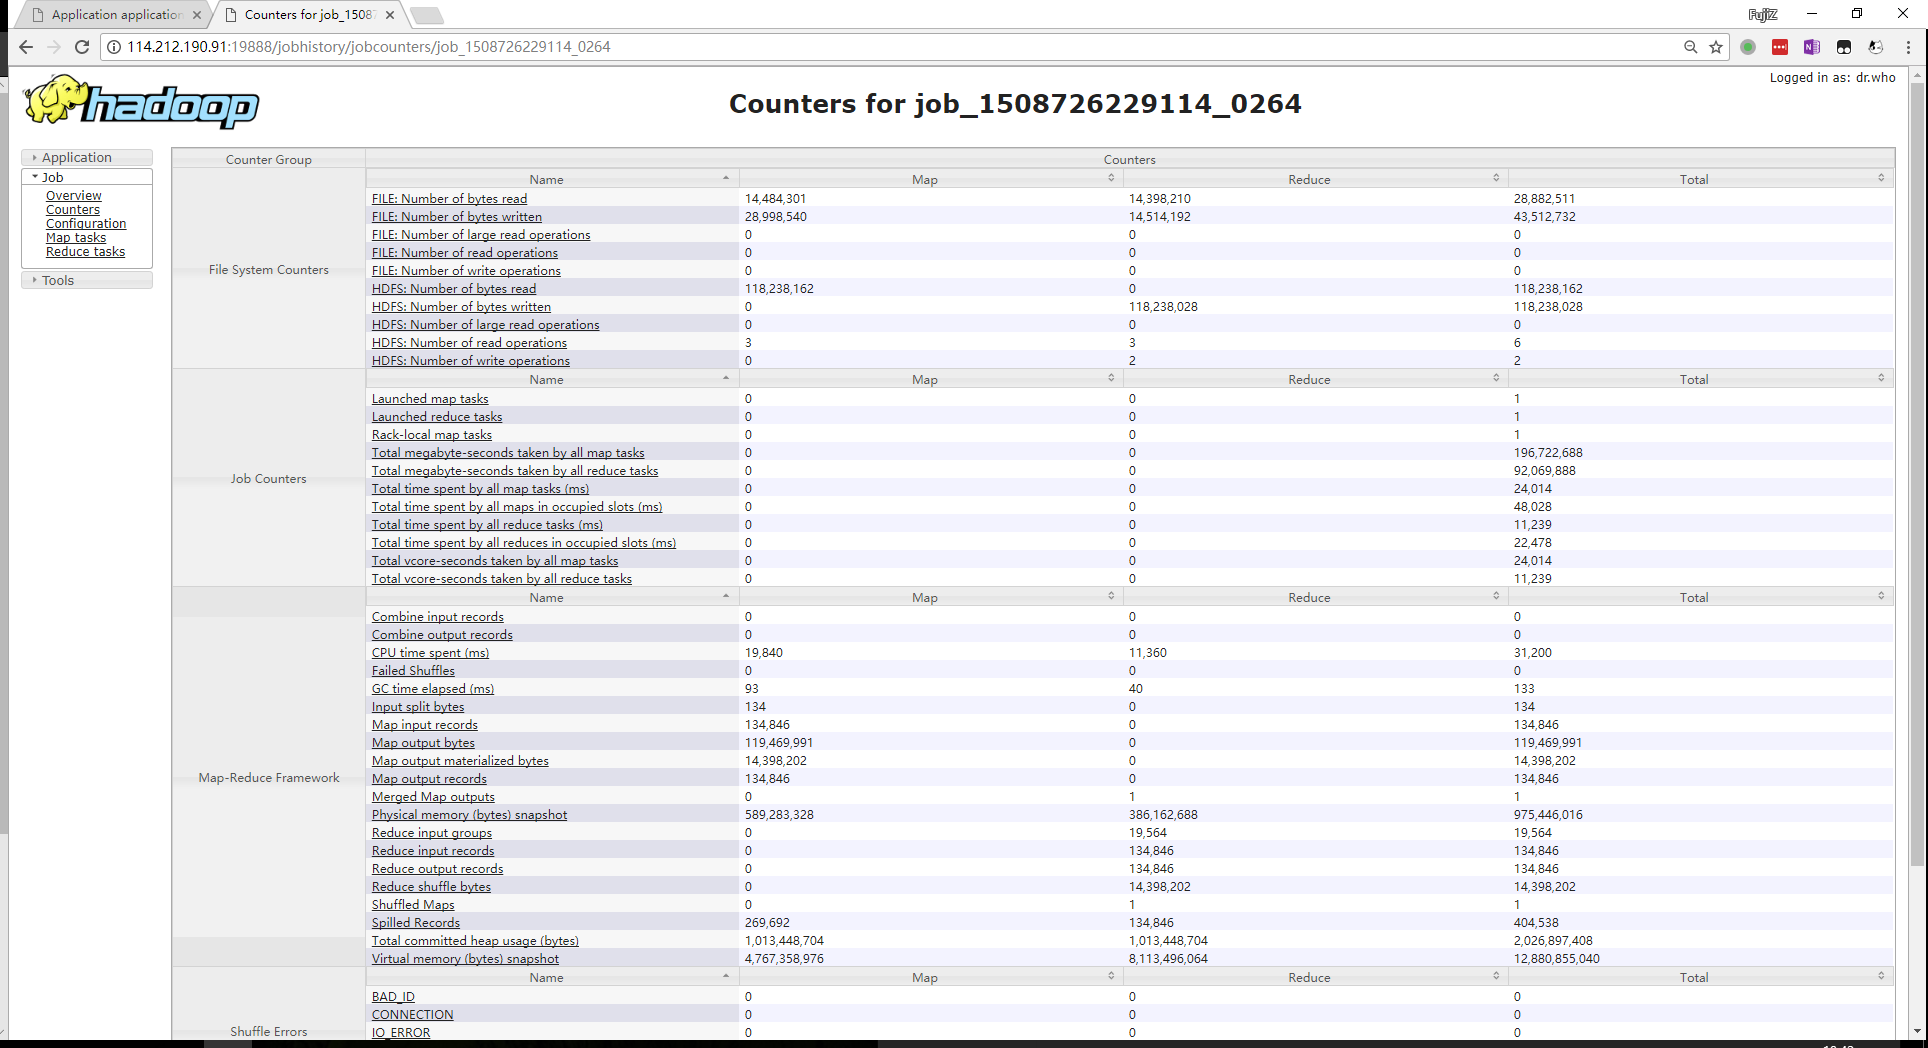 Application application
Counters for job_1508
FujiZ
114.212.190.91:19888/jobhistory/jobcounters/job_1508726229114_0264
Logged in as: dr.who
hadoop
Counters for job_1508726229114_0264
Application
Job
Overview
Counters
Configuration
Map tasks
Reduce tasks
Tools
Counter Group Counters
File System Counters
Name Map Reduce Total
FILE: Number of bytes read 14,484,301 14,398,210 28,882,511
FILE: Number of bytes written 28,998,540 14,514,192 43,512,732
FILE: Number of large read operations 0 0 0
FILE: Number of read operations 0 0 0
FILE: Number of write operations 0 0 0
HDFS: Number of bytes read 118,238,162 0 118,238,162
HDFS: Number of bytes written 0 118,238,028 118,238,028
HDFS: Number of large read operations 0 0 0
HDFS: Number of read operations 3 3 6
HDFS: Number of write operations 0 2 2
Job Counters
Name Map Reduce Total
Launched map tasks 0 0 1
Launched reduce tasks 0 0 1
Rack-local map tasks 0 0 1
Total megabyte-seconds taken by all map tasks 0 0 196,722,688
Total megabyte-seconds taken by all reduce tasks 0 0 92,069,888
Total time spent by all map tasks (ms) 0 0 24,014
Total time spent by all maps in occupied slots (ms) 0 0 48,028
Total time spent by all reduce tasks (ms) 0 0 11,239
Total time spent by all reduces in occupied slots (ms) 0 0 22,478
Total vcore-seconds taken by all map tasks 0 0 24,014
Total vcore-seconds taken by all reduce tasks 0 0 11,239
Map-Reduce Framework
Name Map Reduce Total
Combine input records 0 0 0
Combine output records 0 0 0
CPU time spent (ms) 19,840 11,360 31,200
Failed Shuffles 0 0 0
GC time elapsed (ms) 93 40 133
Input split bytes 134 0 134
Map input records 134,846 0 134,846
Map output bytes 119,469,991 0 119,469,991
Map output materialized bytes 14,398,202 0 14,398,202
Map output records 134,846 0 134,846
Merged Map outputs 0 1 1
Physical memory (bytes) snapshot 589,283,328 386,162,688 975,446,016
Reduce input groups 0 19,564 19,564
Reduce input records 0 134,846 134,846
Reduce output records 0 134,846 134,846
Reduce shuffle bytes 0 14,398,202 14,398,202
Shuffled Maps 0 1 1
Spilled Records 269,692 134,846 404,538
Total committed heap usage (bytes) 1,013,448,704 1,013,448,704 2,026,897,408
Virtual memory (bytes) snapshot 4,767,358,976 8,113,496,064 12,880,855,040
Shuffle Errors
Name Map Reduce Total
BAD_ID 0 0 0
CONNECTION 0 0 0
IO_ERROR 0 0 0